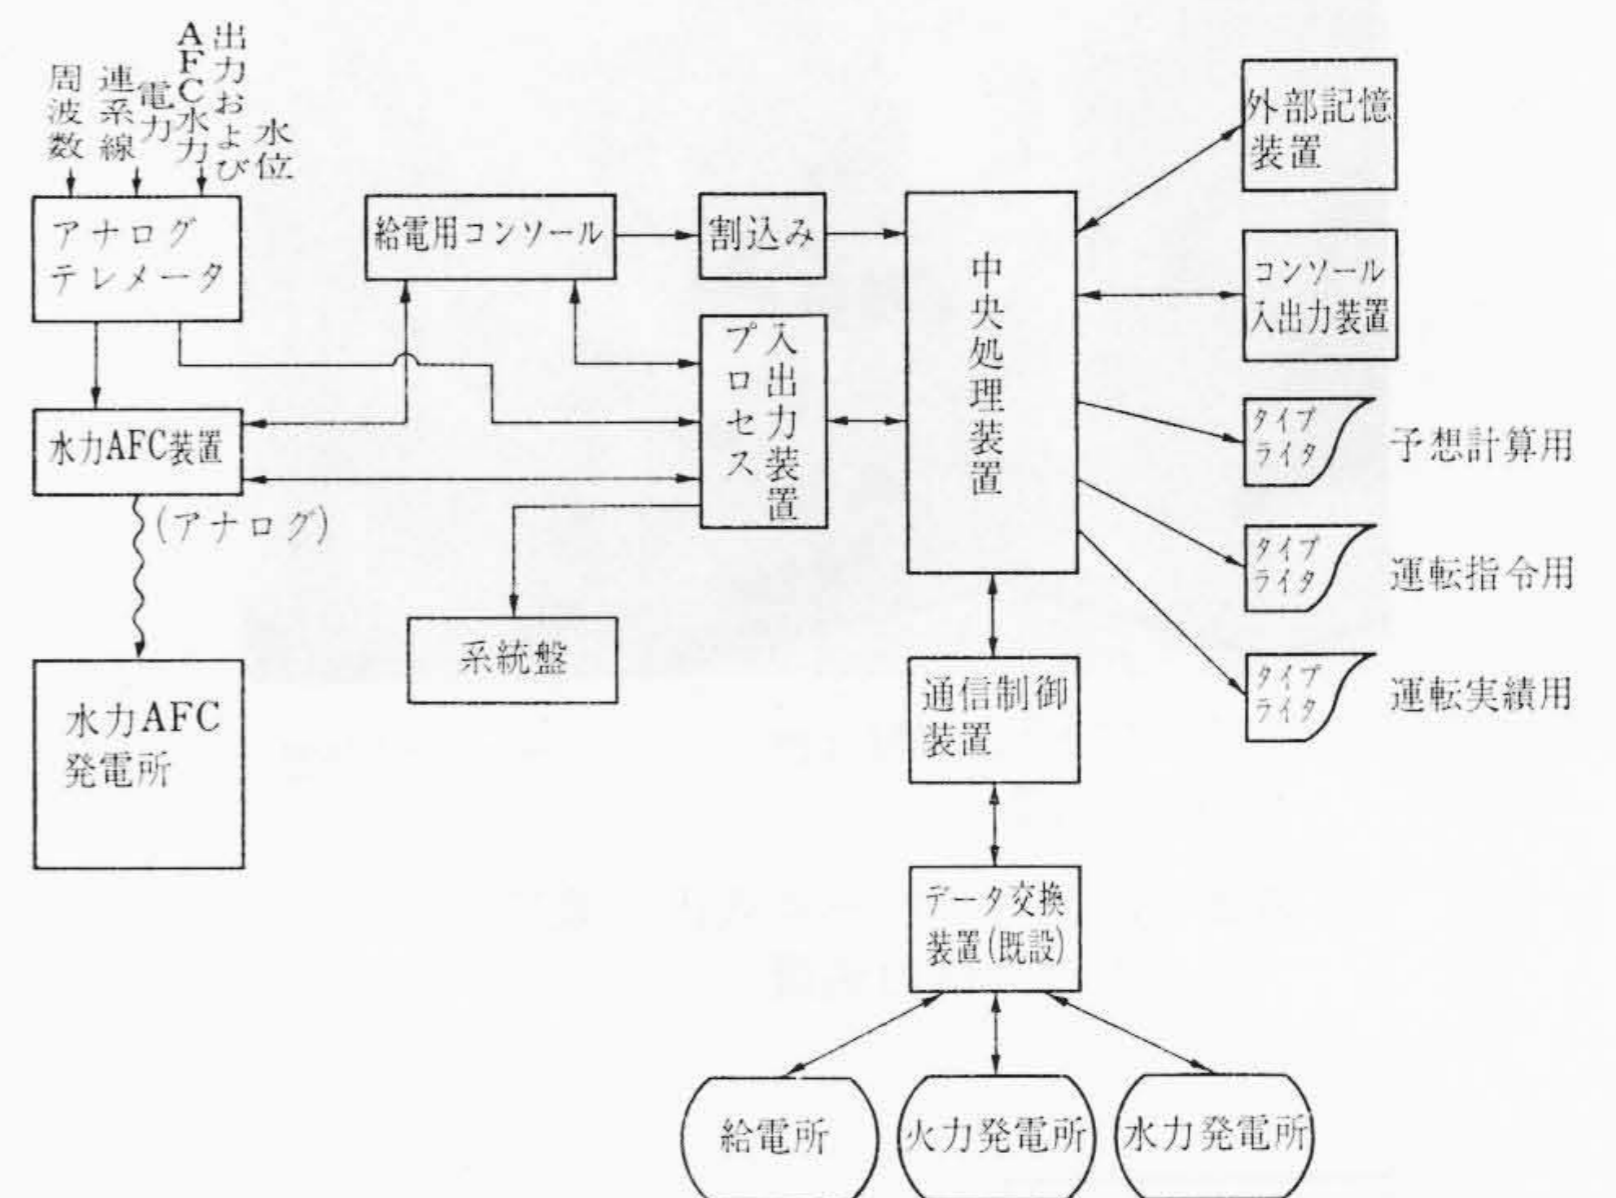 周波数
連系線
電力
AFC水力
出力および
水位
アナログ
テレメータ
給電用コンソール
割込み
中央処理装置
外部記憶
装置
コンソール
入出力装置
プロセス
入出力装置
水力AFC装置
(アナログ)
タイプ
ライタ
予想計算用
タイプ
ライタ
運転指令用
タイプ
ライタ
運転実績用
系統盤
水力AFC
発電所
通信制御
装置
データ交換
装置(既設)
給電所
火力発電所
水力発電所